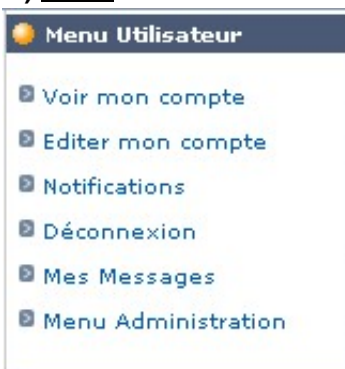 Menu Utilisateur
Voir mon compte
Editer mon compte
Notifications
Déconnexion
Mes Messages
Menu Administration